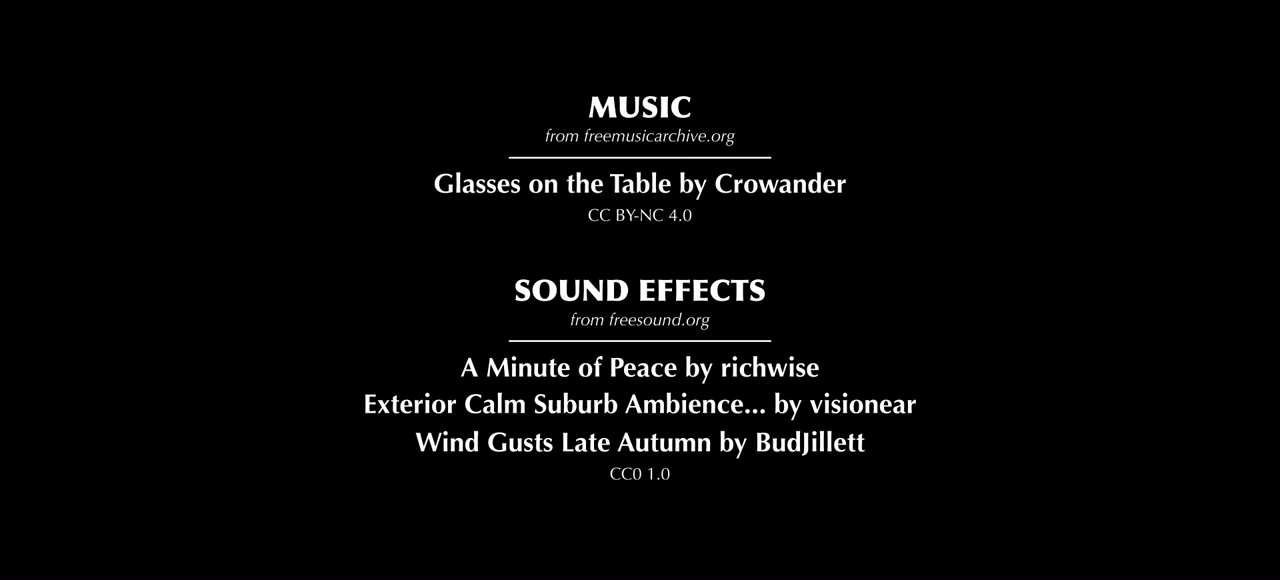 MUSIC
from freemusicarchive.org
Glasses on the Table by Crowander
CC BY-NC 4.0
SOUND EFFECTS
from freesound.org
A Minute of Peace by richwise
Exterior Calm Suburb Ambience... by visionear
Wind Gusts Late Autumn by BudJillett
CC0 1.0